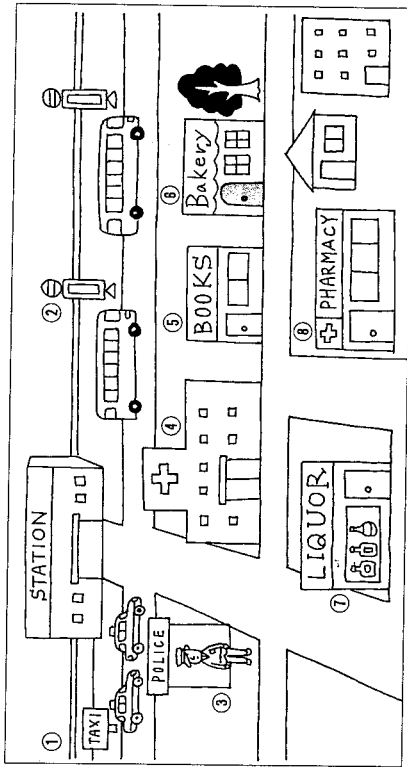 ①
TAXI
STATION
②
POLICE
③
④
⑤
BOOKS
⑥
Bakery
⑦
LIQUOR
⑧
PHARMACY